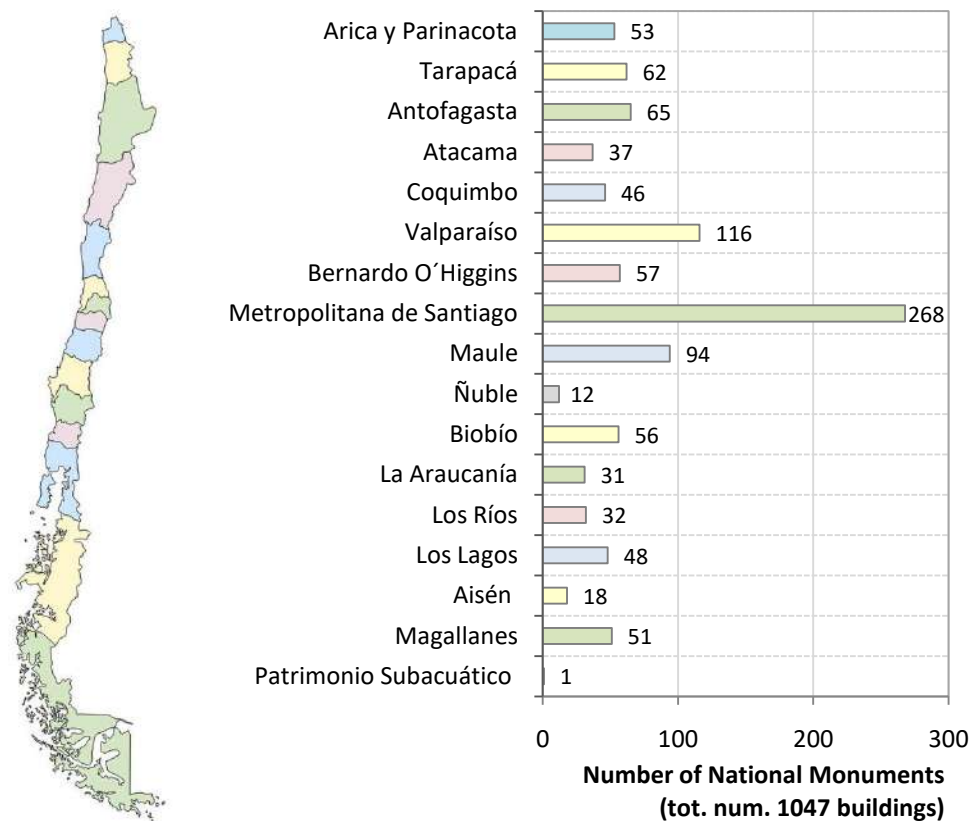 Arica y Parinacota 53
Tarapacá 62
Antofagasta 65
Atacama 37
Coquimbo 46
Valparaíso 116
Bernardo O´Higgins 57
Metropolitana de Santiago 268
Maule 94
Ñuble 12
Biobío 56
La Araucanía 31
Los Ríos 32
Los Lagos 48
Aisén 18
Magallanes 51
Patrimonio Subacuático 1
0 100 200 300
Number of National Monuments
(tot. num. 1047 buildings)